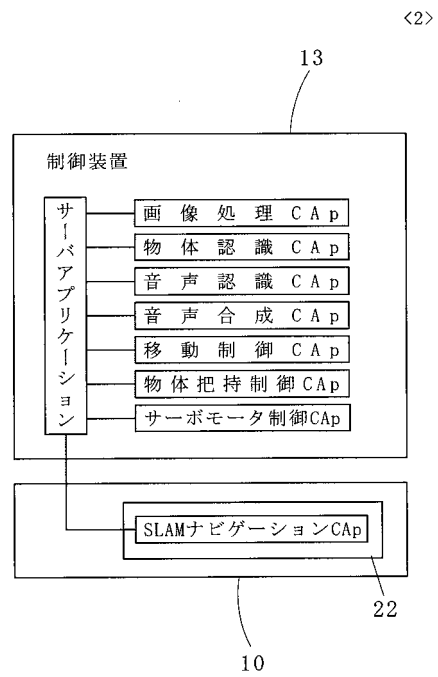 <2>
13
制御装置
サーバアプリケーション
画像処理CAp
物体認識CAp
音声認識CAp
音声合成CAp
移動制御CAp
物体把持制御CAp
サーボモータ制御CAp
SLAMナビゲーションCAp
22
10